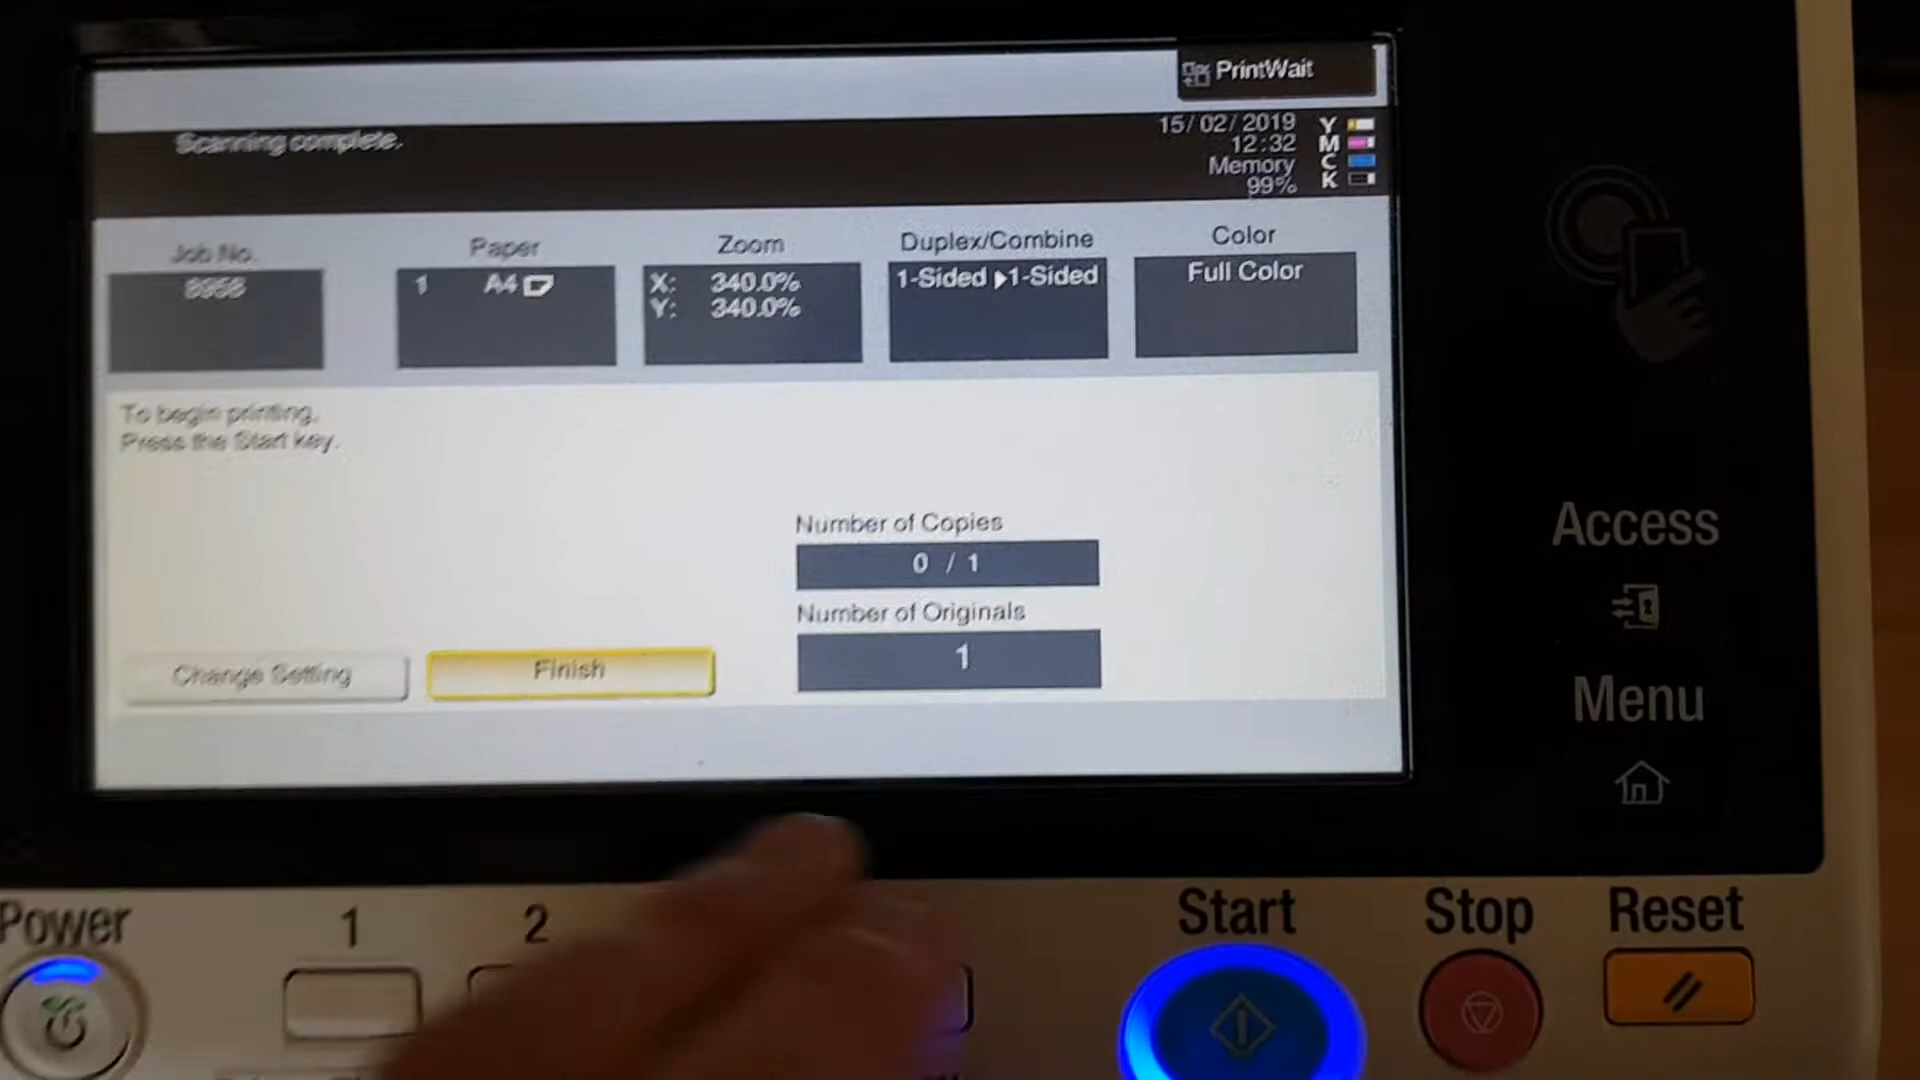 PrintWait
Scanning complete.
15/02/2019
12:32
Memory
99%
Y
M
C
K
Job No.
Paper
1 A4
Zoom
X: 340.0%
Y: 340.0%
Duplex/Combine
1-Sided ▶1-Sided
Color
Full Color
To begin printing,
Press the Start key.
Number of Copies
0 / 1
Number of Originals
1
Change Setting
Finish
Access
Menu
Power
1
2
Start
Stop
Reset